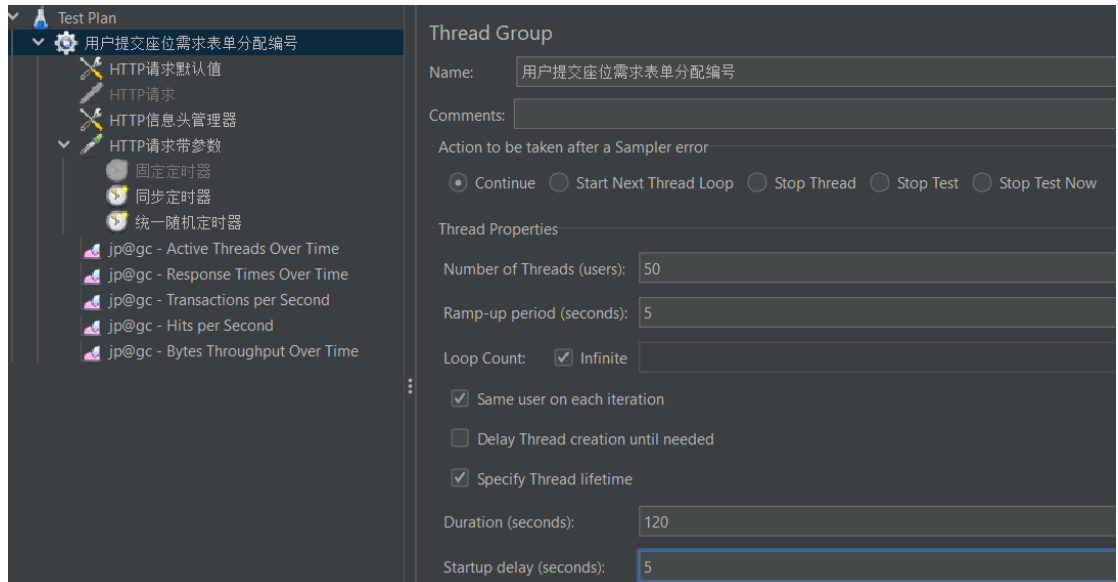 Test Plan
用户提交座位需求表单分配编号
HTTP请求默认值
HTTP请求
HTTP信息头管理器
HTTP请求带参数
固定定时器
同步定时器
统一随机定时器
jp@gc - Active Threads Over Time
jp@gc - Response Times Over Time
jp@gc - Transactions per Second
jp@gc - Hits per Second
jp@gc - Bytes Throughput Over Time
Thread Group
Name: 用户提交座位需求表单分配编号
Comments:
Action to be taken after a Sampler error
Continue Start Next Thread Loop Stop Thread Stop Test Stop Test Now
Thread Properties
Number of Threads (users): 50
Ramp-up period (seconds): 5
Loop Count: Infinite
Same user on each iteration
Delay Thread creation until needed
Specify Thread lifetime
Duration (seconds): 120
Startup delay (seconds): 5